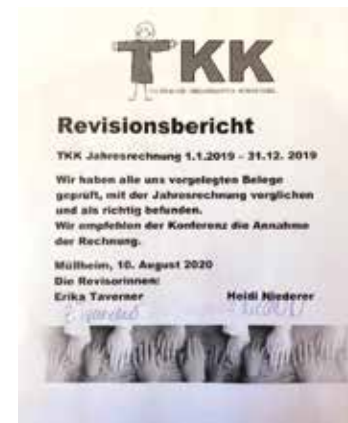 TKK
Revisionsbericht
TKK Jahresrechnung 1.1.2019 – 31.12. 2019
Wir haben alle uns vorgelegten Belege
geprüft, mit der Jahresrechnung verglichen
und als richtig befunden.
Wir empfehlen der Konferenz die Annahme
der Rechnung.
Müllheim, 10. August 2020
Die Revisorinnen:
Erika Taverner Heidi Niederer